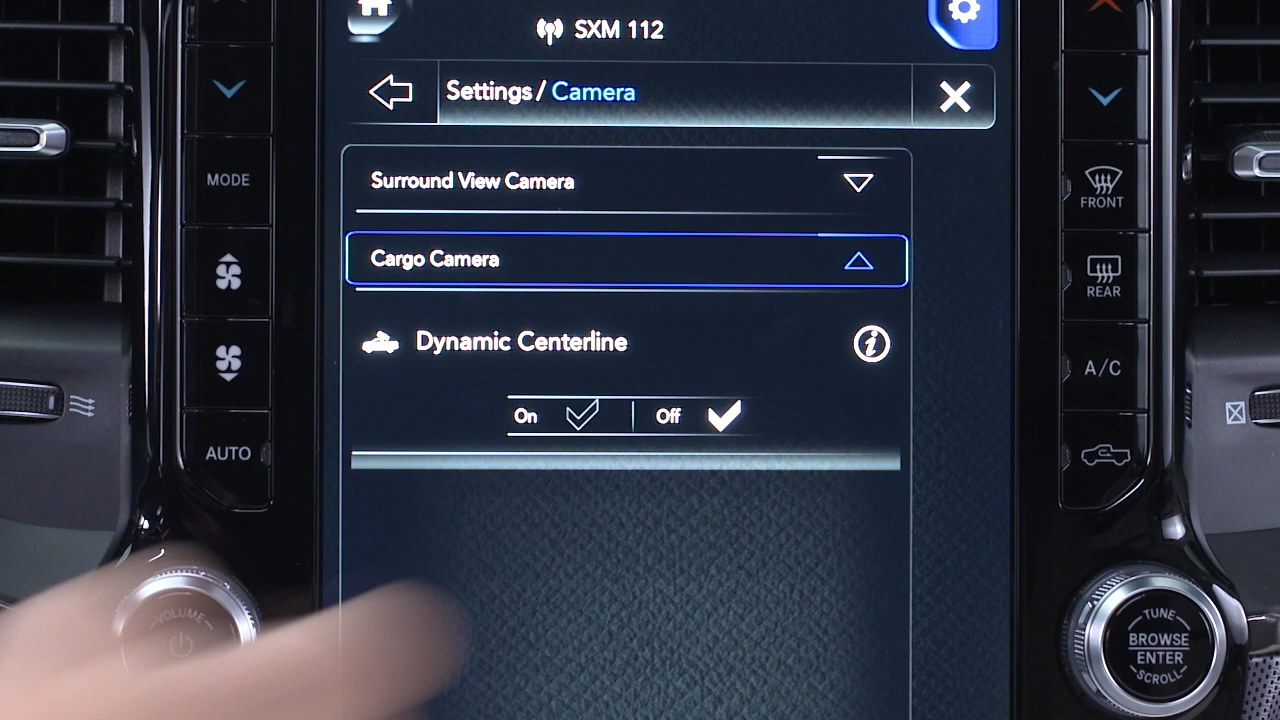 SXM 112
Settings / Camera
MODE
Surround View Camera
FRONT
Cargo Camera
REAR
Dynamic Centerline
i
A/C
On
Off
AUTO
VOLUME
TUNE
BROWSE
ENTER
SCROLL